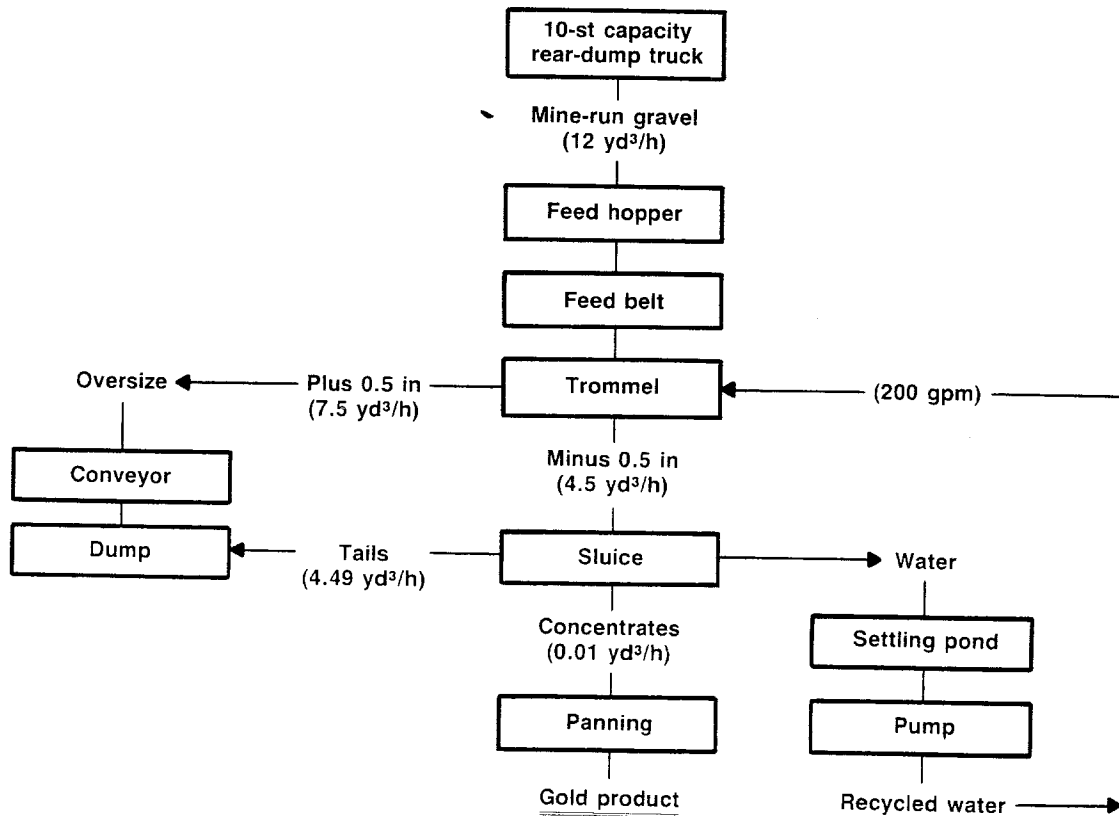 10-st capacity
rear-dump truck
Mine-run gravel
(12 yd³/h)
Feed hopper
Feed belt
Oversize
Plus 0.5 in
(7.5 yd³/h)
Trommel
(200 gpm)
Minus 0.5 in
(4.5 yd³/h)
Conveyor
Dump
Tails
(4.49 yd³/h)
Sluice
Water
Concentrates
(0.01 yd³/h)
Settling pond
Panning
Pump
Gold product
Recycled water